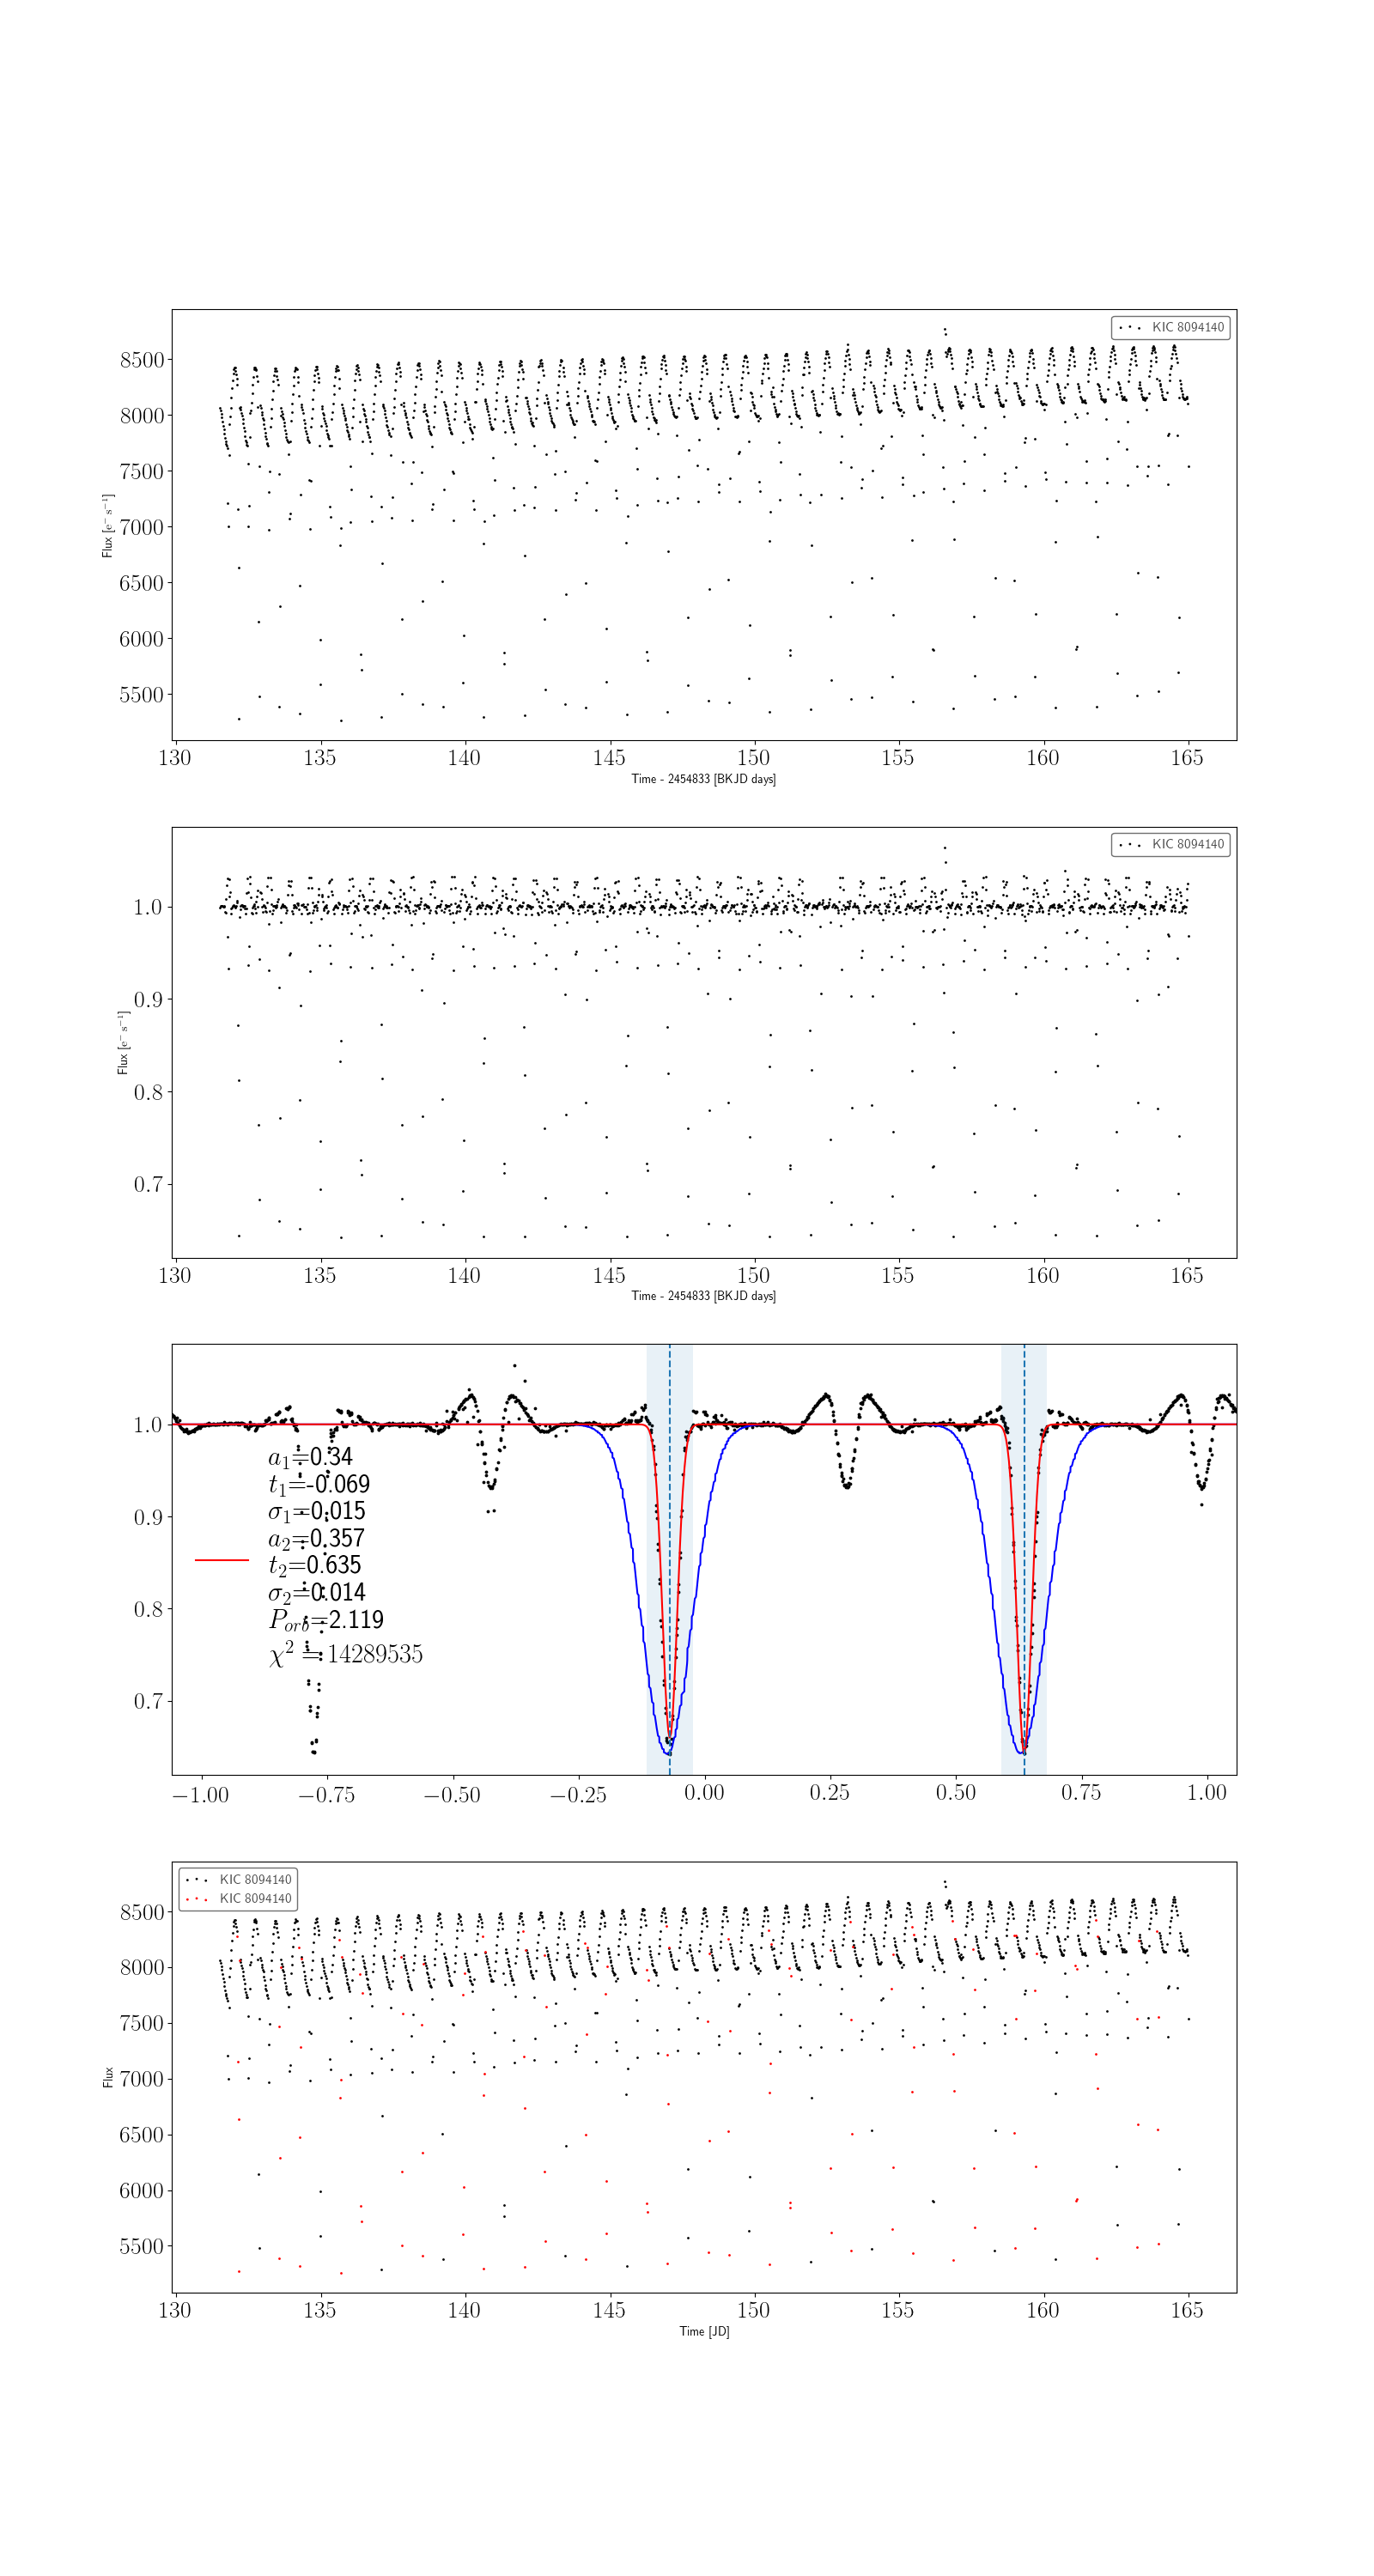 KIC 8094140
8500
8000
7500
7000
6500
6000
5500
Flux [e⁻ s⁻¹]
130 135 140 145 150 155 160 165
Time - 2454833 [BKJD days]
KIC 8094140
1.0
0.9
0.8
0.7
Flux [e⁻ s⁻¹]
130 135 140 145 150 155 160 165
Time - 2454833 [BKJD days]
1.0
0.9
0.8
0.7
a₁=0.34
t₁=-0.069
σ₁=0.015
a₂=0.357
t₂=0.635
σ₂=0.014
Pₒᵣb=2.119
χ² = 14289535
−1.00 −0.75 −0.50 −0.25 0.00 0.25 0.50 0.75 1.00
KIC 8094140
KIC 8094140
8500
8000
7500
7000
6500
6000
5500
Flux
130 135 140 145 150 155 160 165
Time [JD]